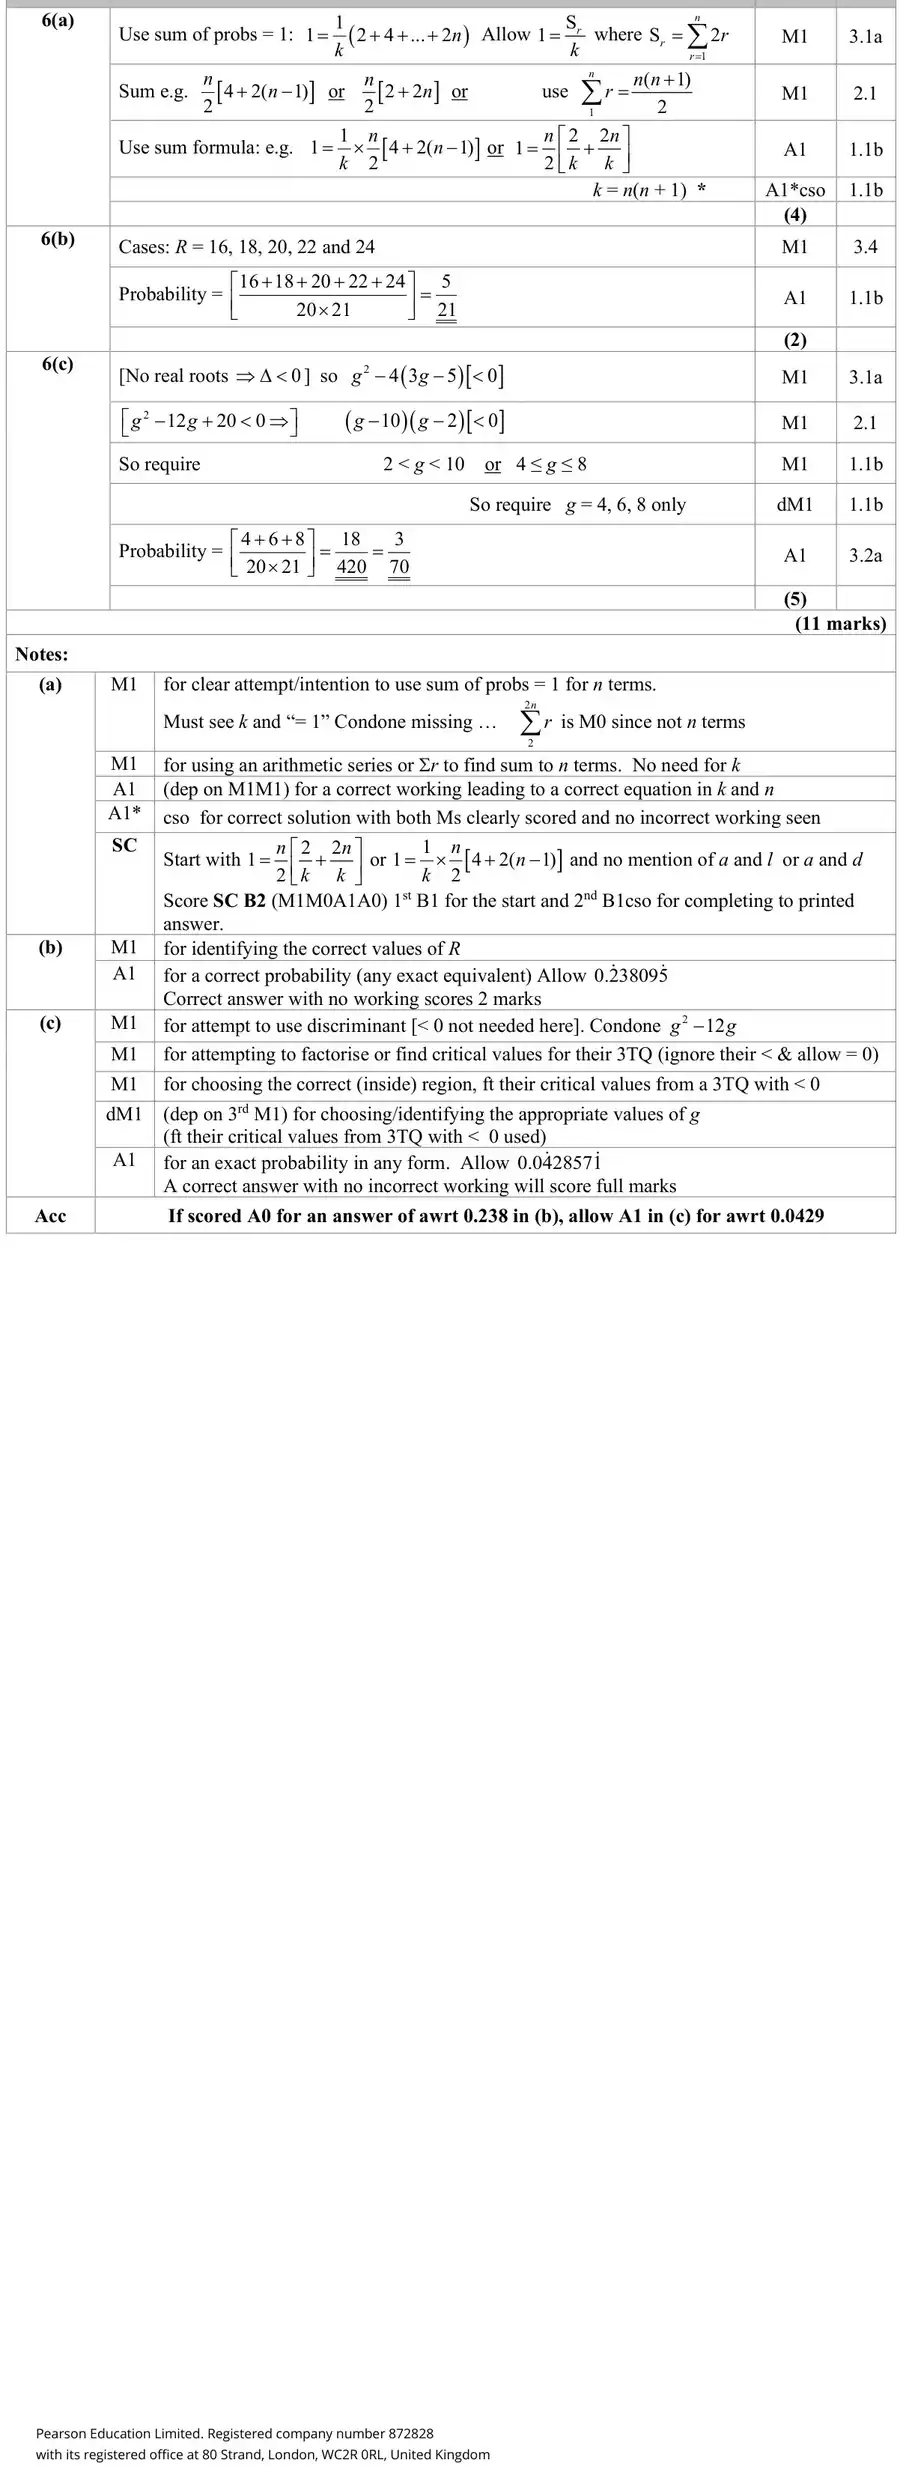 6(a) Use sum of probs = 1: 1 = 1/k (2 + 4 + ... + 2n) Allow 1 = Sᵣ/k where Sᵣ = ∑_{r=1}^{n} 2r M1 3.1a
Sum e.g. n/2 [4 + 2(n − 1)] or n/2 [2 + 2n] or use ∑_{1}^{n} r = n(n + 1)/2 M1 2.1
Use sum formula: e.g. 1 = 1/k × n/2 [4 + 2(n − 1)] or 1 = n/2 [2/k + 2n/k] A1 1.1b
k = n(n + 1) * A1*cso 1.1b
(4)
6(b) Cases: R = 16, 18, 20, 22 and 24 M1 3.4
Probability = [(16 + 18 + 20 + 22 + 24)/(20 × 21)] = 5/21 A1 1.1b
(2)
6(c) [No real roots ⇒ Δ < 0] so g² − 4(3g − 5)[< 0] M1 3.1a
[g² − 12g + 20 < 0 ⇒] (g − 10)(g − 2)[< 0] M1 2.1
So require 2 < g < 10 or 4 ≤ g ≤ 8 M1 1.1b
So require g = 4, 6, 8 only dM1 1.1b
Probability = [(4 + 6 + 8)/(20 × 21)] = 18/420 = 3/70 A1 3.2a
(5)
(11 marks)
Notes:
(a) M1 for clear attempt/intention to use sum of probs = 1 for n terms.
Must see k and “= 1” Condone missing … ∑_{2}^{2n} r is M0 since not n terms
M1 for using an arithmetic series or Σr to find sum to n terms. No need for k
A1 (dep on M1M1) for a correct working leading to a correct equation in k and n
A1* cso for correct solution with both Ms clearly scored and no incorrect working seen
SC Start with 1 = n/2 [2/k + 2n/k] or 1 = 1/k × n/2 [4 + 2(n − 1)] and no mention of a and l or a and d
Score SC B2 (M1M0A1A0) 1ˢᵗ B1 for the start and 2ⁿᵈ B1cso for completing to printed
answer.
(b) M1 for identifying the correct values of R
A1 for a correct probability (any exact equivalent) Allow 0.2̇38095̇
Correct answer with no working scores 2 marks
(c) M1 for attempt to use discriminant [< 0 not needed here]. Condone g² − 12g
M1 for attempting to factorise or find critical values for their 3TQ (ignore their < & allow = 0)
M1 for choosing the correct (inside) region, ft their critical values from a 3TQ with < 0
dM1 (dep on 3ʳᵈ M1) for choosing/identifying the appropriate values of g
(ft their critical values from 3TQ with < 0 used)
A1 for an exact probability in any form. Allow 0.04̇28571̇
A correct answer with no incorrect working will score full marks
Acc If scored A0 for an answer of awrt 0.238 in (b), allow A1 in (c) for awrt 0.0429
Pearson Education Limited. Registered company number 872828
with its registered office at 80 Strand, London, WC2R 0RL, United Kingdom